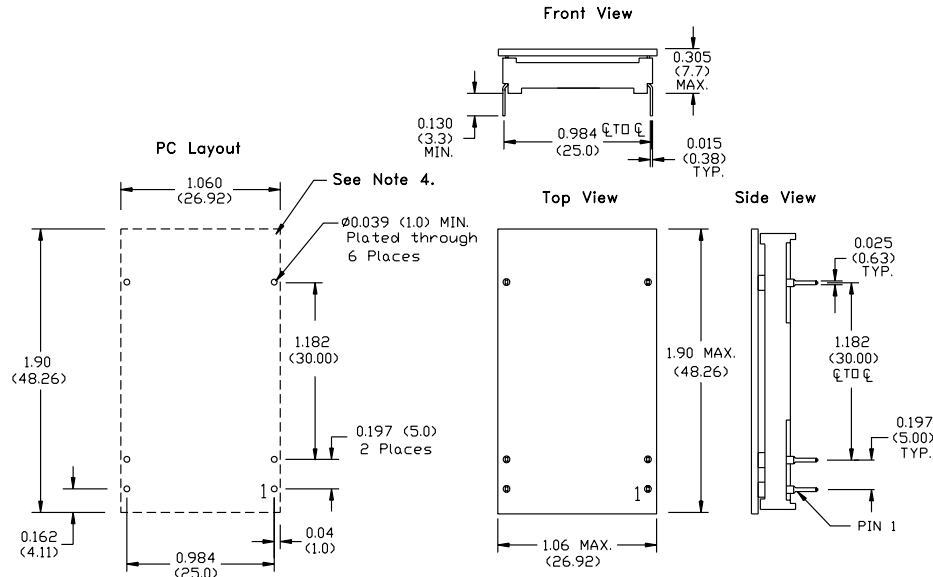 Front View
0.305
(7.7)
MAX.
0.130
(3.3)
MIN.
0.984
(25.0)
℄ TO ℄
0.015
(0.38)
TYP.
PC Layout
1.060
(26.92)
See Note 4.
Ø0.039 (1.0) MIN.
Plated through
6 Places
1.90
(48.26)
1.182
(30.00)
0.197 (5.0)
2 Places
1
0.162
(4.11)
0.984
(25.0)
0.04
(1.0)
Top View
1.90 MAX.
(48.26)
1
1.06 MAX.
(26.92)
Side View
0.025
(0.63)
TYP.
1.182
(30.00)
℄ TO ℄
0.197
(5.00)
TYP.
PIN 1